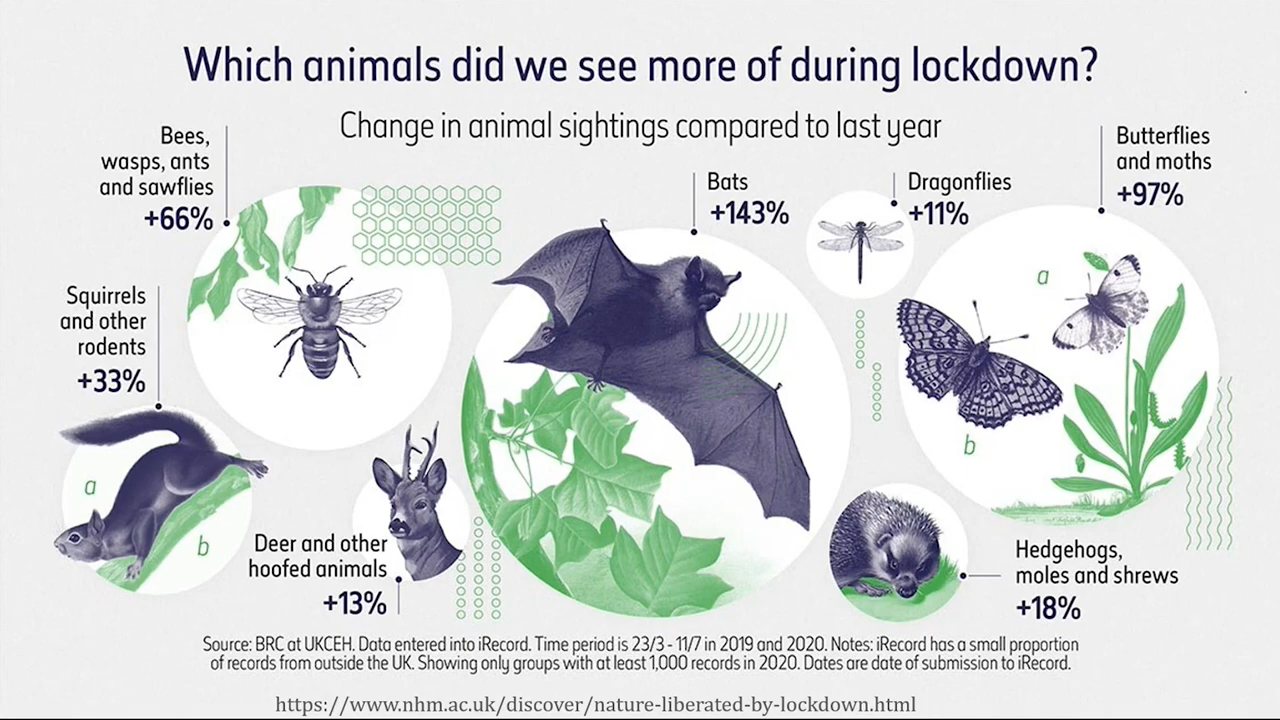 Which animals did we see more of during lockdown?
Change in animal sightings compared to last year
Bees,
wasps, ants
and sawflies
+66%
Bats
+143%
Dragonflies
+11%
Butterflies
and moths
+97%
Squirrels
and other
rodents
+33%
a
b
a
b
Deer and other
hoofed animals
+13%
Hedgehogs,
moles and shrews
+18%
Source: BRC at UKCEH. Data entered into iRecord. Time period is 23/3 - 11/7 in 2019 and 2020. Notes: iRecord has a small proportion
of records from outside the UK. Showing only groups with at least 1,000 records in 2020. Dates are date of submission to iRecord.
https://www.nhm.ac.uk/discover/nature-liberated-by-lockdown.html